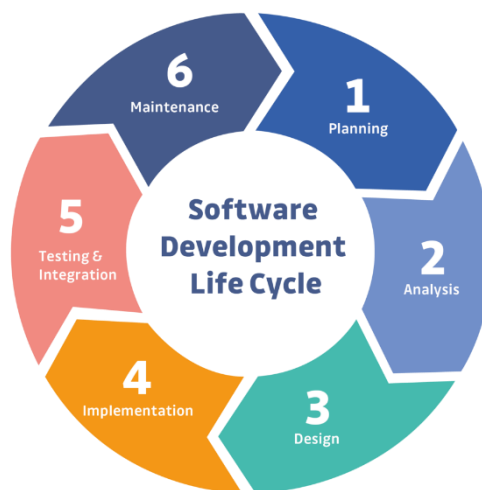 Software
Development
Life Cycle
1
Planning
2
Analysis
3
Design
4
Implementation
5
Testing &
Integration
6
Maintenance